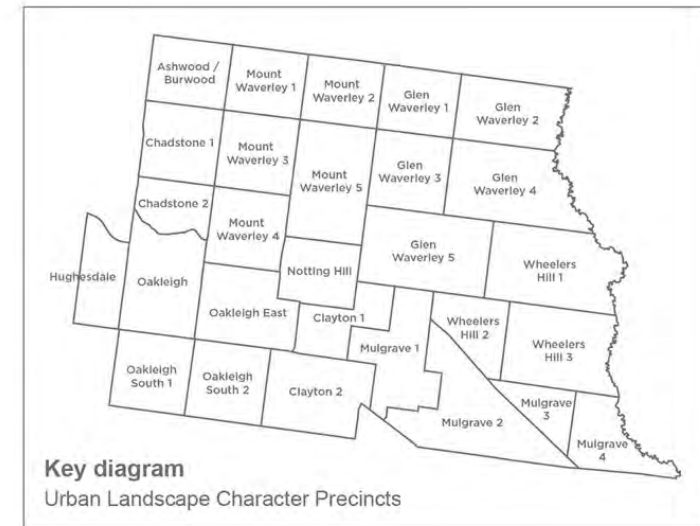 Ashwood /
Burwood
Mount
Waverley 1
Mount
Waverley 2
Glen
Waverley 1
Glen
Waverley 2
Chadstone 1
Mount
Waverley 3
Mount
Waverley 5
Glen
Waverley 3
Glen
Waverley 4
Chadstone 2
Mount
Waverley 4
Glen
Waverley 5
Hughesdale
Oakleigh
Notting Hill
Wheelers
Hill 1
Oakleigh East
Clayton 1
Wheelers
Hill 2
Mulgrave 1
Wheelers
Hill 3
Oakleigh
South 1
Oakleigh
South 2
Clayton 2
Mulgrave 2
Mulgrave
3
Mulgrave
4
Key diagram
Urban Landscape Character Precincts